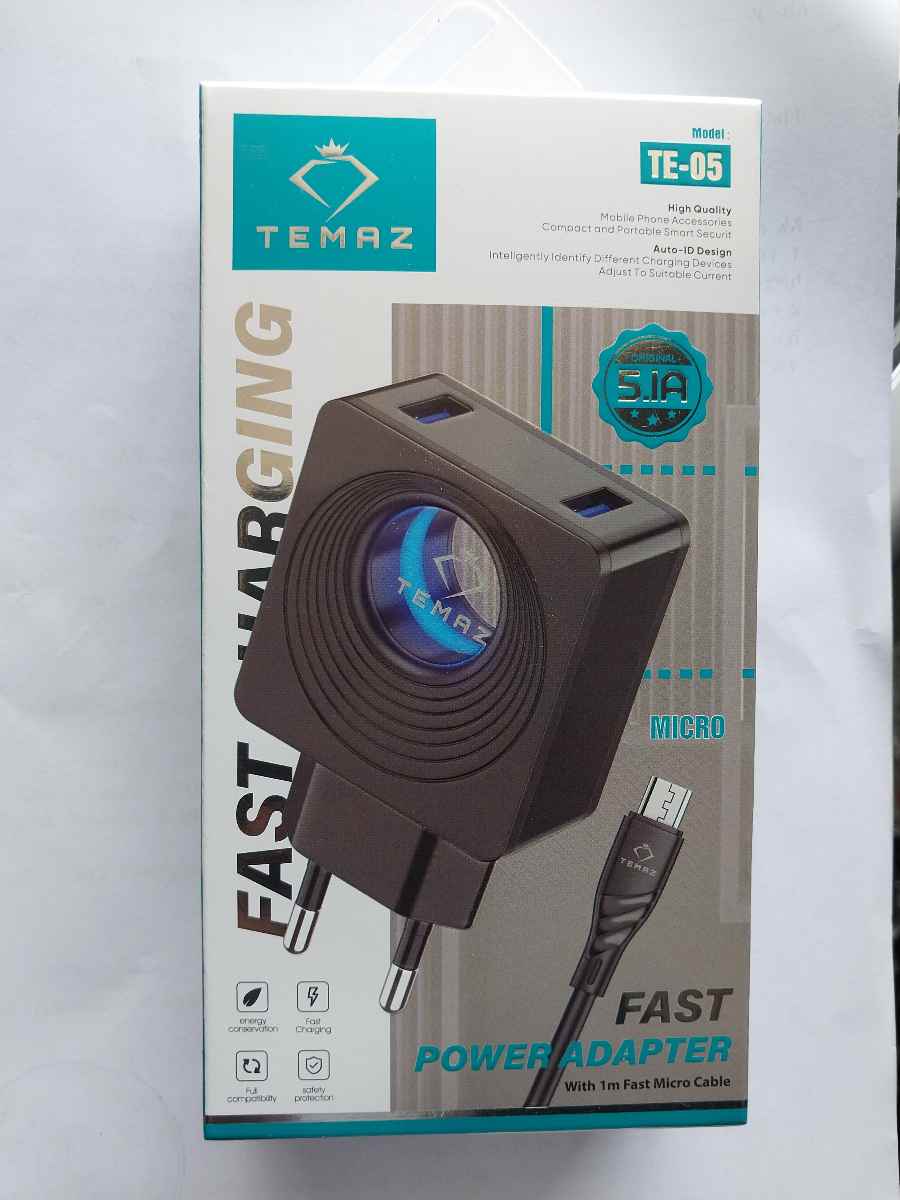 TEMAZ
Model :
TE-05
High Quality
Mobile Phone Accessories
Compact and Portable Smart Securit
Auto-ID Design
Inteligently Identify Different Charging Devices
Adjust To Suitable Current
FAST CHARGING
ORIGINAL
5.1A
TEMAZ
MICRO
TEMAZ
energy
conservation
Fast
Charging
Full
compatibility
safety
protection
FAST
POWER ADAPTER
With 1m Fast Micro Cable